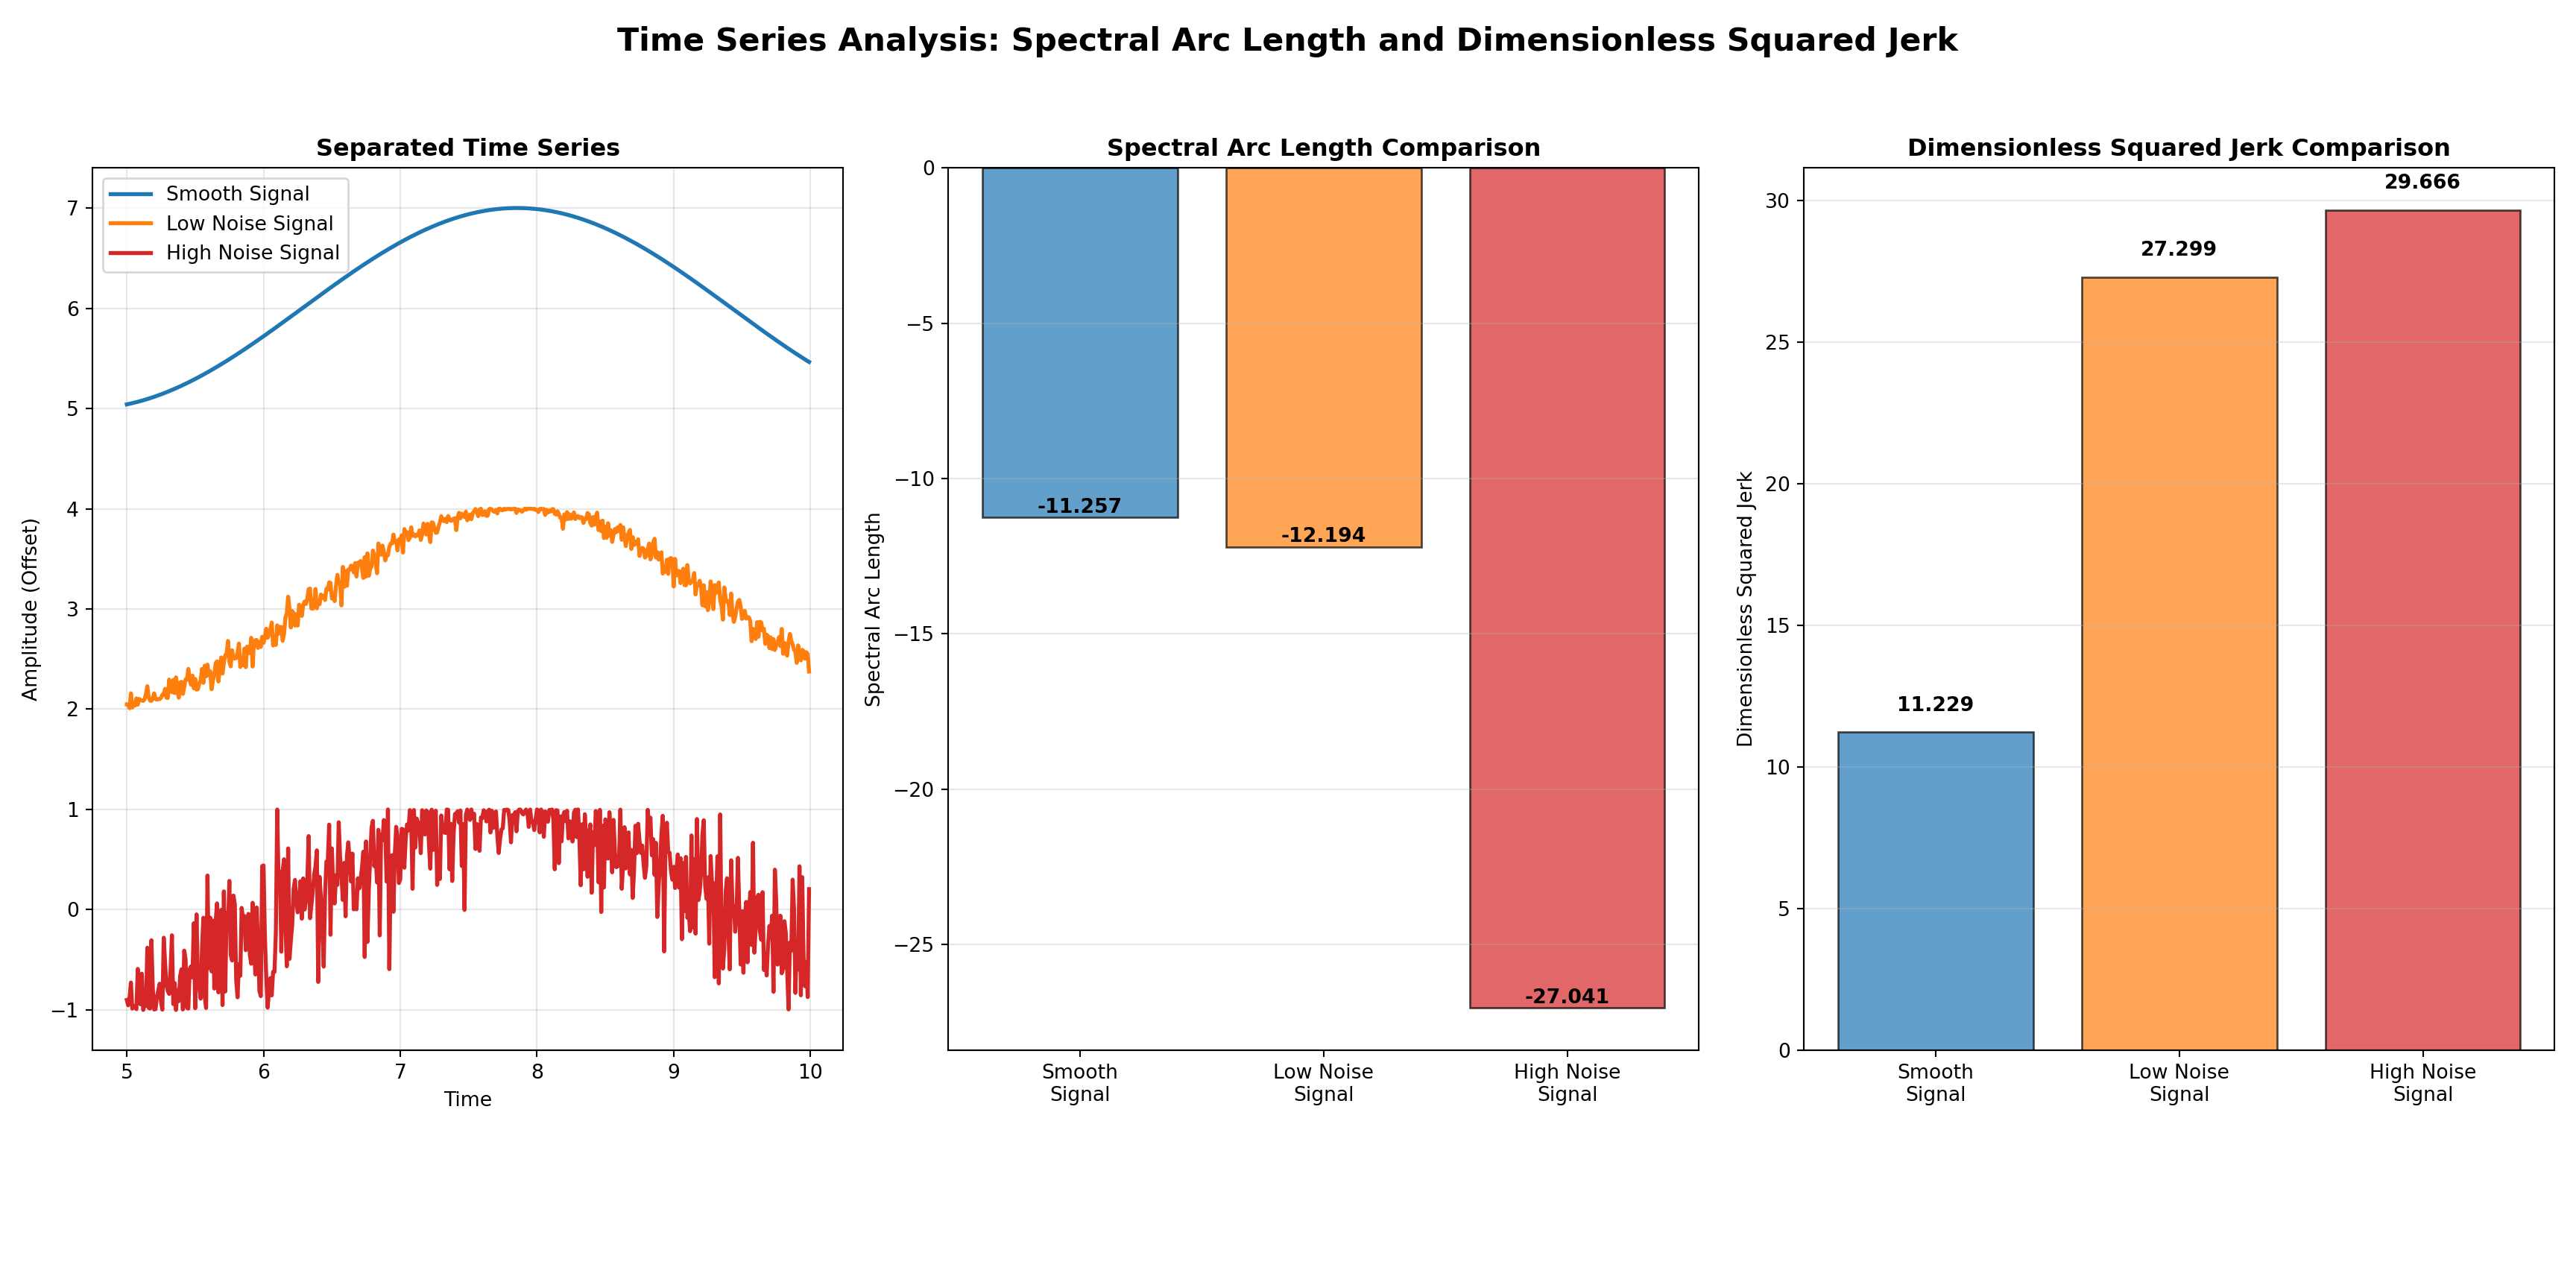 Time Series Analysis: Spectral Arc Length and Dimensionless Squared Jerk
Separated Time Series
Smooth Signal
Low Noise Signal
High Noise Signal
Amplitude (Offset)
7
6
5
4
3
2
1
0
−1
5
6
7
8
9
10
Time
Spectral Arc Length Comparison
Spectral Arc Length
0
−5
−10
−15
−20
−25
-11.257
-12.194
-27.041
Smooth
Signal
Low Noise
Signal
High Noise
Signal
Dimensionless Squared Jerk Comparison
Dimensionless Squared Jerk
30
25
20
15
10
5
0
11.229
27.299
29.666
Smooth
Signal
Low Noise
Signal
High Noise
Signal